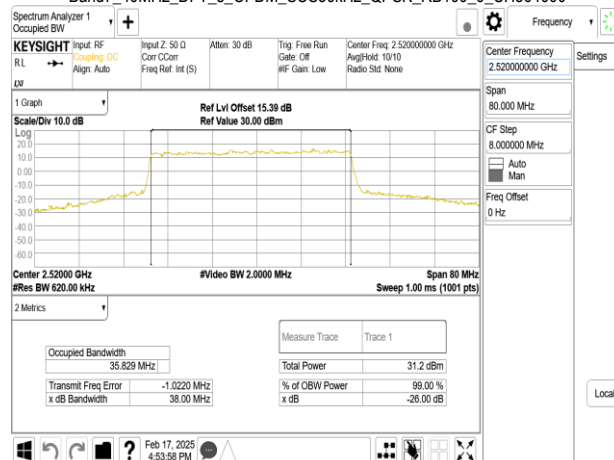 Spectrum Analyzer 1
Occupied BW
Frequency
KEYSIGHT
Input: RF
Coupling: DC
Align: Auto
Input Z: 50 Ω
Corr CCorr
Freq Ref: Int (S)
Atten: 30 dB
Trig: Free Run
Gate: Off
#IF Gain: Low
Center Freq: 2.520000000 GHz
Avg|Hold: 10/10
Radio Std: None
RL
LXI
Center Frequency
2.520000000 GHz
Settings
Span
80.000 MHz
CF Step
8.000000 MHz
Auto
Man
Freq Offset
0 Hz
Local
1 Graph
Ref Lvl Offset 15.39 dB
Scale/Div 10.0 dB
Ref Value 30.00 dBm
Log
20.0
10.0
0.00
-10.0
-20.0
-30.0
-40.0
-50.0
-60.0
Center 2.52000 GHz
#Video BW 2.0000 MHz
Span 80 MHz
#Res BW 620.00 kHz
Sweep 1.00 ms (1001 pts)
2 Metrics
Measure Trace
Trace 1
Occupied Bandwidth
35.829 MHz
Total Power
31.2 dBm
Transmit Freq Error
-1.0220 MHz
% of OBW Power
99.00 %
x dB Bandwidth
38.00 MHz
x dB
-26.00 dB
Feb 17, 2025
4:53:58 PM